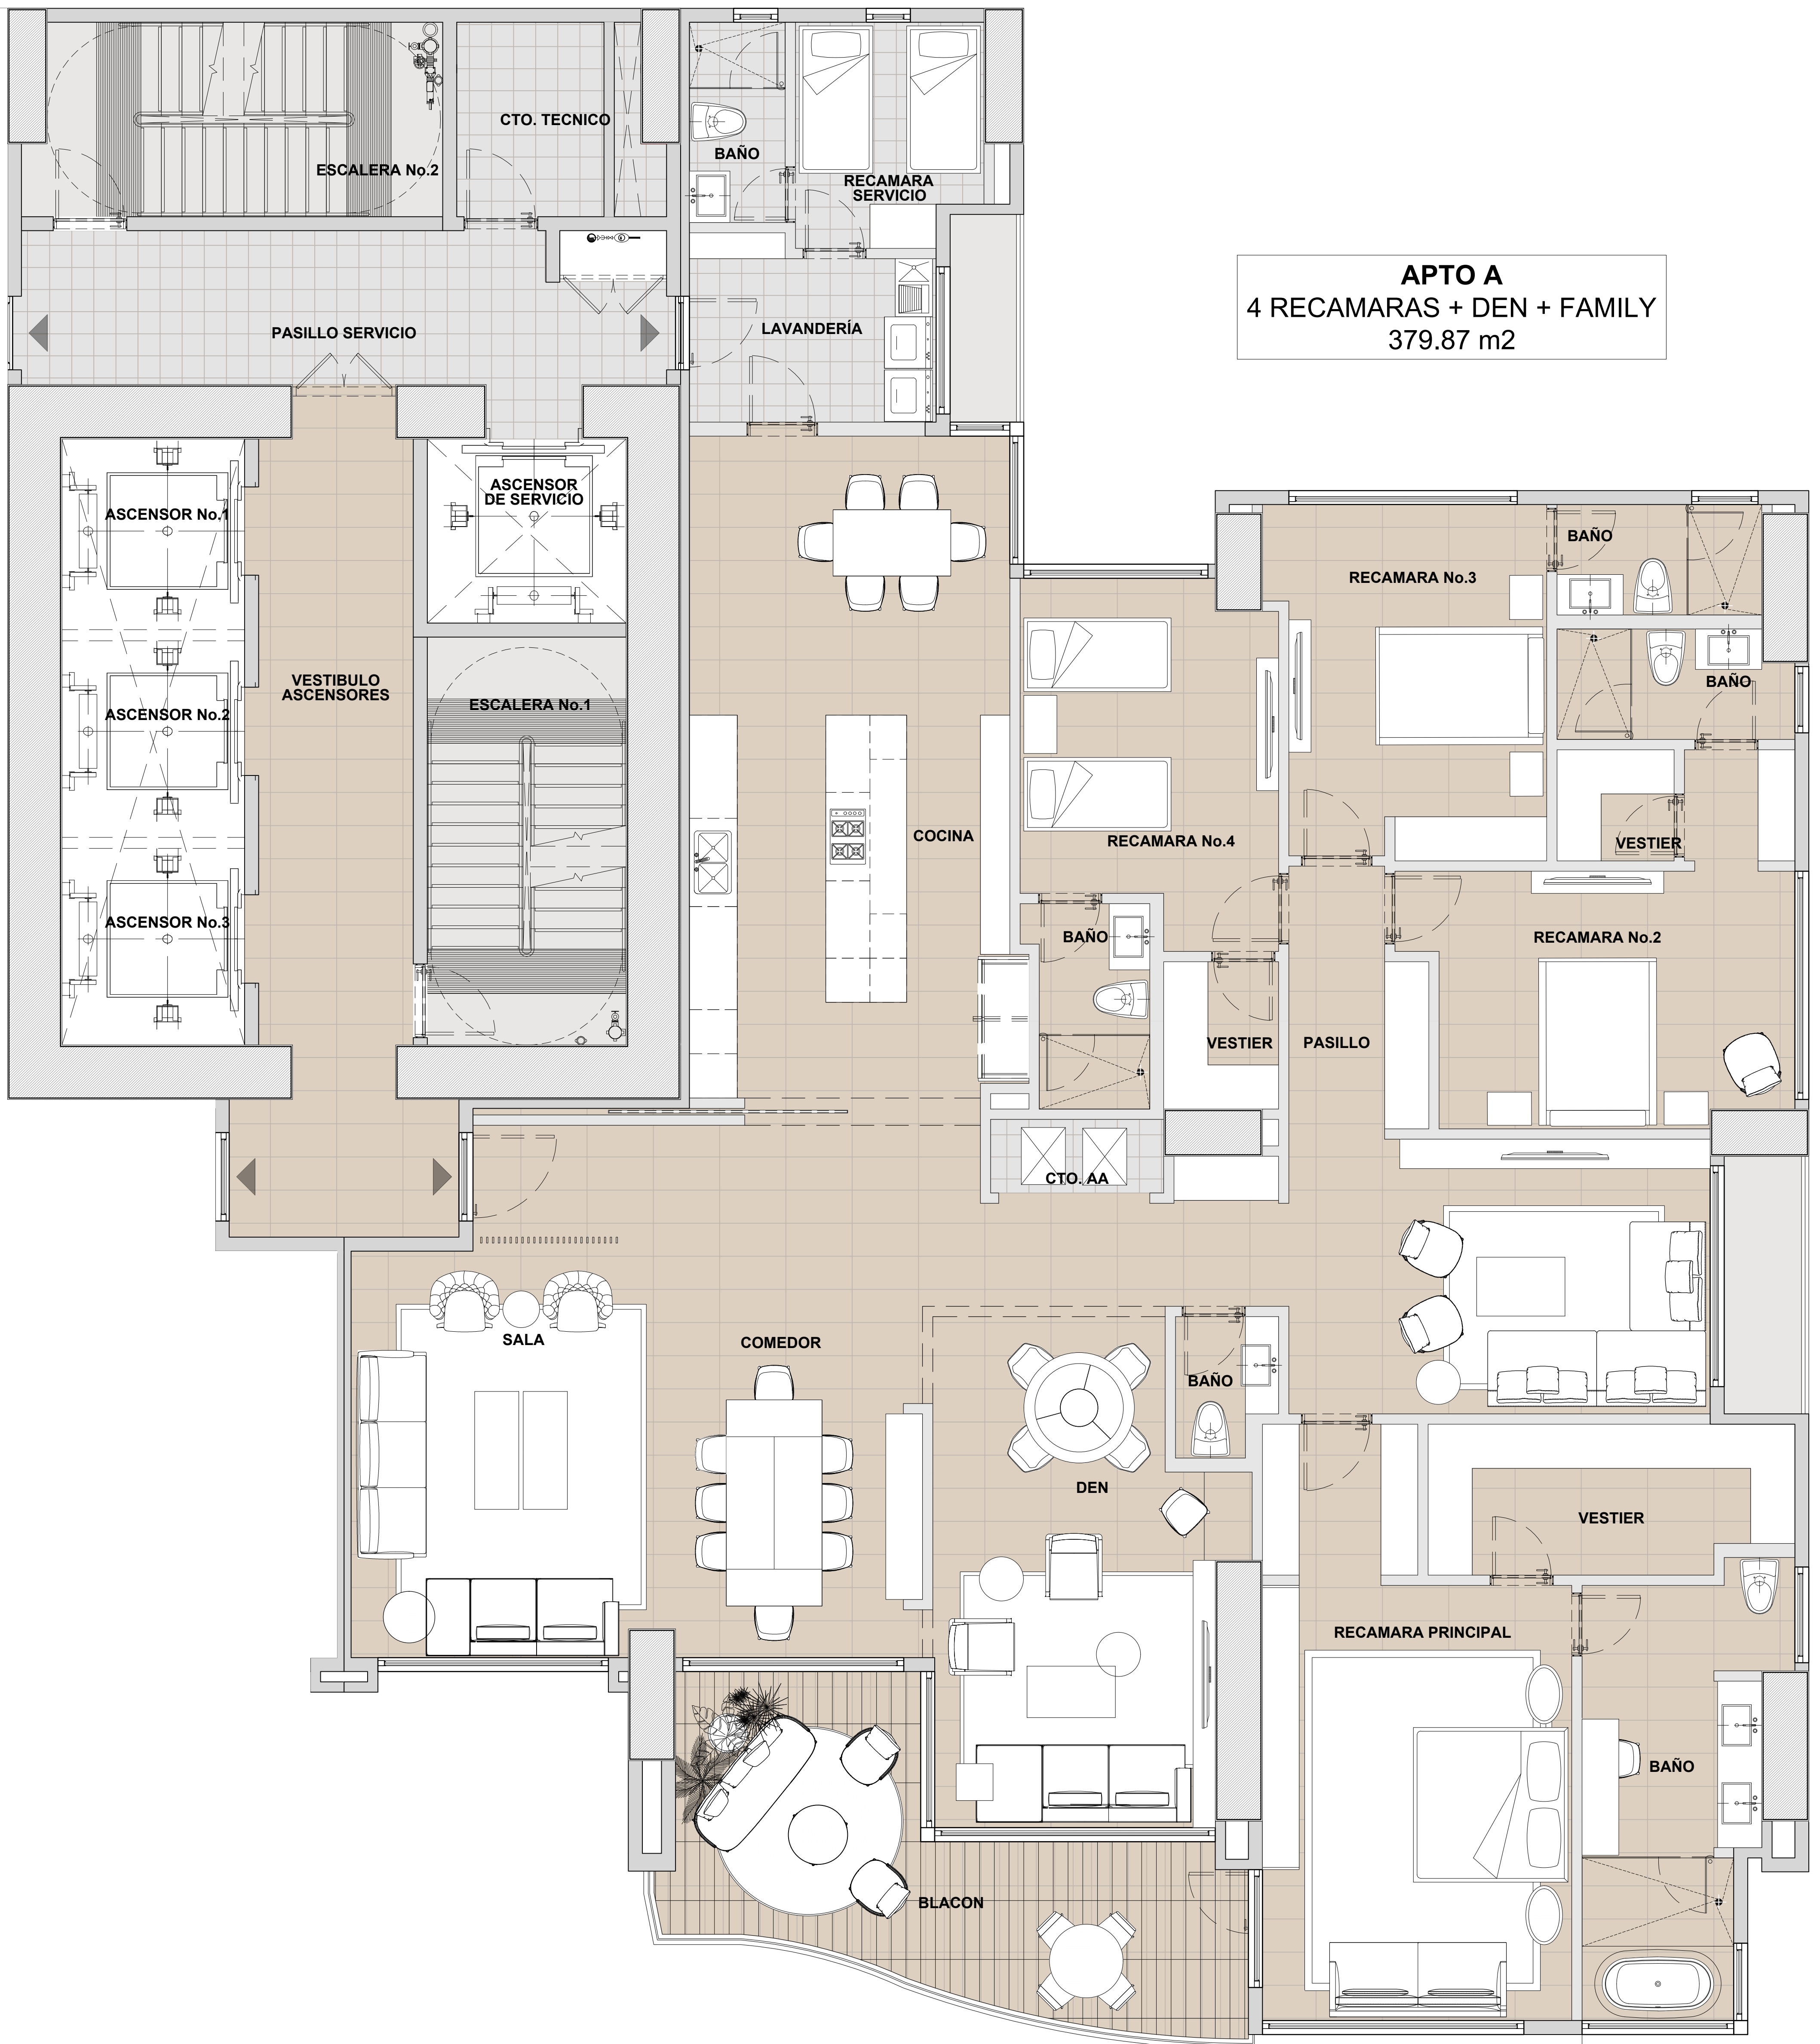 CTO. TECNICO
ESCALERA No.2
BAÑO
RECAMARA
SERVICIO
APTO A
4 RECAMARAS + DEN + FAMILY
379.87 m2
PASILLO SERVICIO
LAVANDERÍA
ASCENSOR No.1
ASCENSOR
DE SERVICIO
BAÑO
RECAMARA No.3
VESTIBULO
ASCENSORES
BAÑO
ASCENSOR No.2
ESCALERA No.1
COCINA
RECAMARA No.4
VESTIER
ASCENSOR No.3
BAÑO
RECAMARA No.2
VESTIER
PASILLO
CTO. AA
SALA
COMEDOR
BAÑO
DEN
VESTIER
RECAMARA PRINCIPAL
BAÑO
BLACON